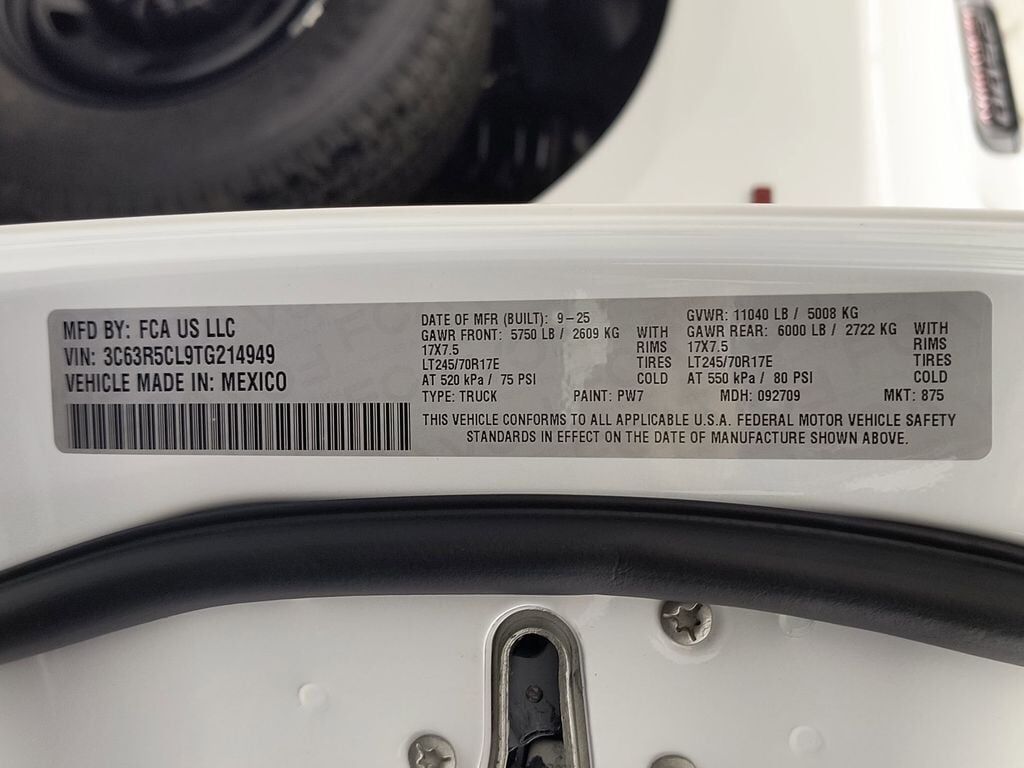 MFD BY: FCA US LLC
VIN: 3C63R5CL9TG214949
VEHICLE MADE IN: MEXICO
DATE OF MFR (BUILT): 9-25
GAWR FRONT: 5750 LB / 2609 KG WITH
17X7.5 RIMS
LT245/70R17E TIRES
AT 520 kPa / 75 PSI COLD
GVWR: 11040 LB / 5008 KG
GAWR REAR: 6000 LB / 2722 KG WITH
17X7.5 RIMS
LT245/70R17E TIRES
AT 550 kPa / 80 PSI COLD
TYPE: TRUCK PAINT: PW7 MDH: 092709 MKT: 875
THIS VEHICLE CONFORMS TO ALL APPLICABLE U.S.A. FEDERAL MOTOR VEHICLE SAFETY
STANDARDS IN EFFECT ON THE DATE OF MANUFACTURE SHOWN ABOVE.